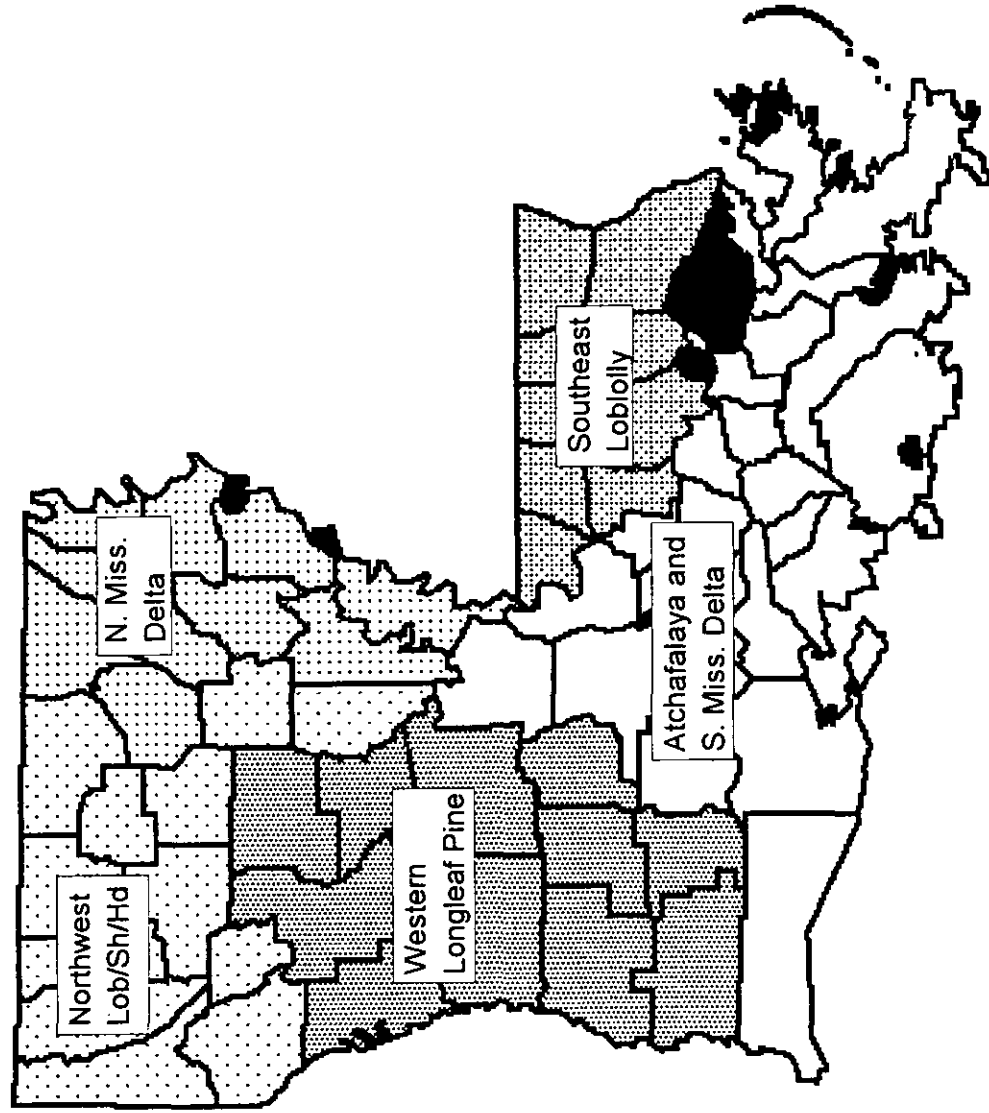 Northwest
Lob/Sh/Hd
N. Miss.
Delta
Western
Longleaf Pine
Southeast
Loblolly
Atchafalaya and
S. Miss. Delta